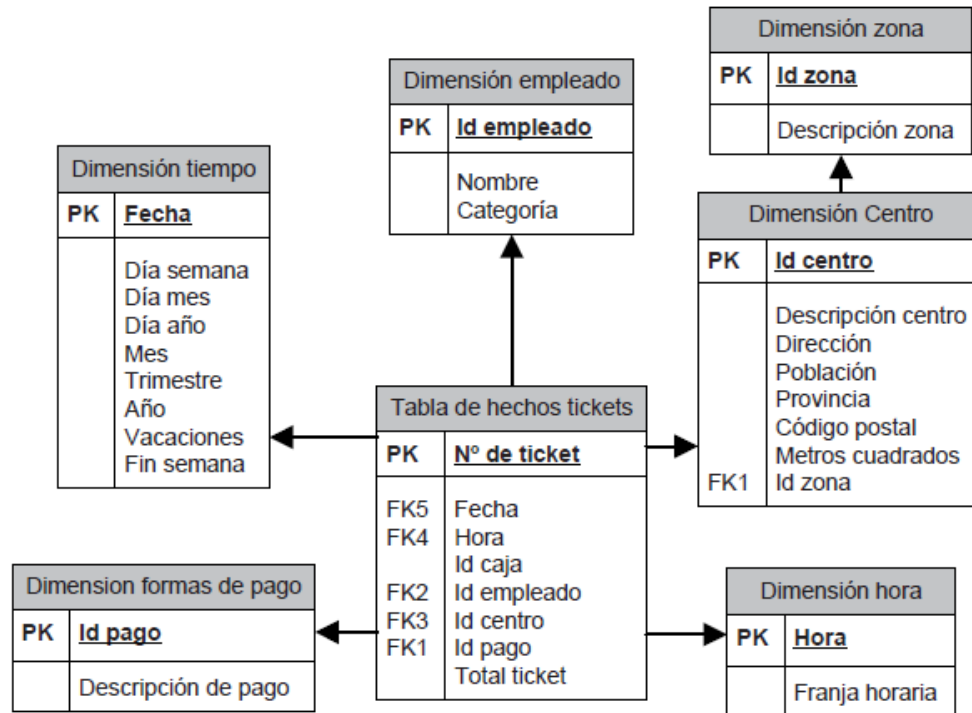 Dimensión zona
PK Id zona
Descripción zona
Dimensión empleado
PK Id empleado
Nombre
Categoría
Dimensión tiempo
PK Fecha
Día semana
Día mes
Día año
Mes
Trimestre
Año
Vacaciones
Fin semana
Dimensión Centro
PK Id centro
Descripción centro
Dirección
Población
Provincia
Código postal
Metros cuadrados
FK1 Id zona
Tabla de hechos tickets
PK Nº de ticket
FK5 Fecha
FK4 Hora
Id caja
FK2 Id empleado
FK3 Id centro
FK1 Id pago
Total ticket
Dimension formas de pago
PK Id pago
Descripción de pago
Dimensión hora
PK Hora
Franja horaria